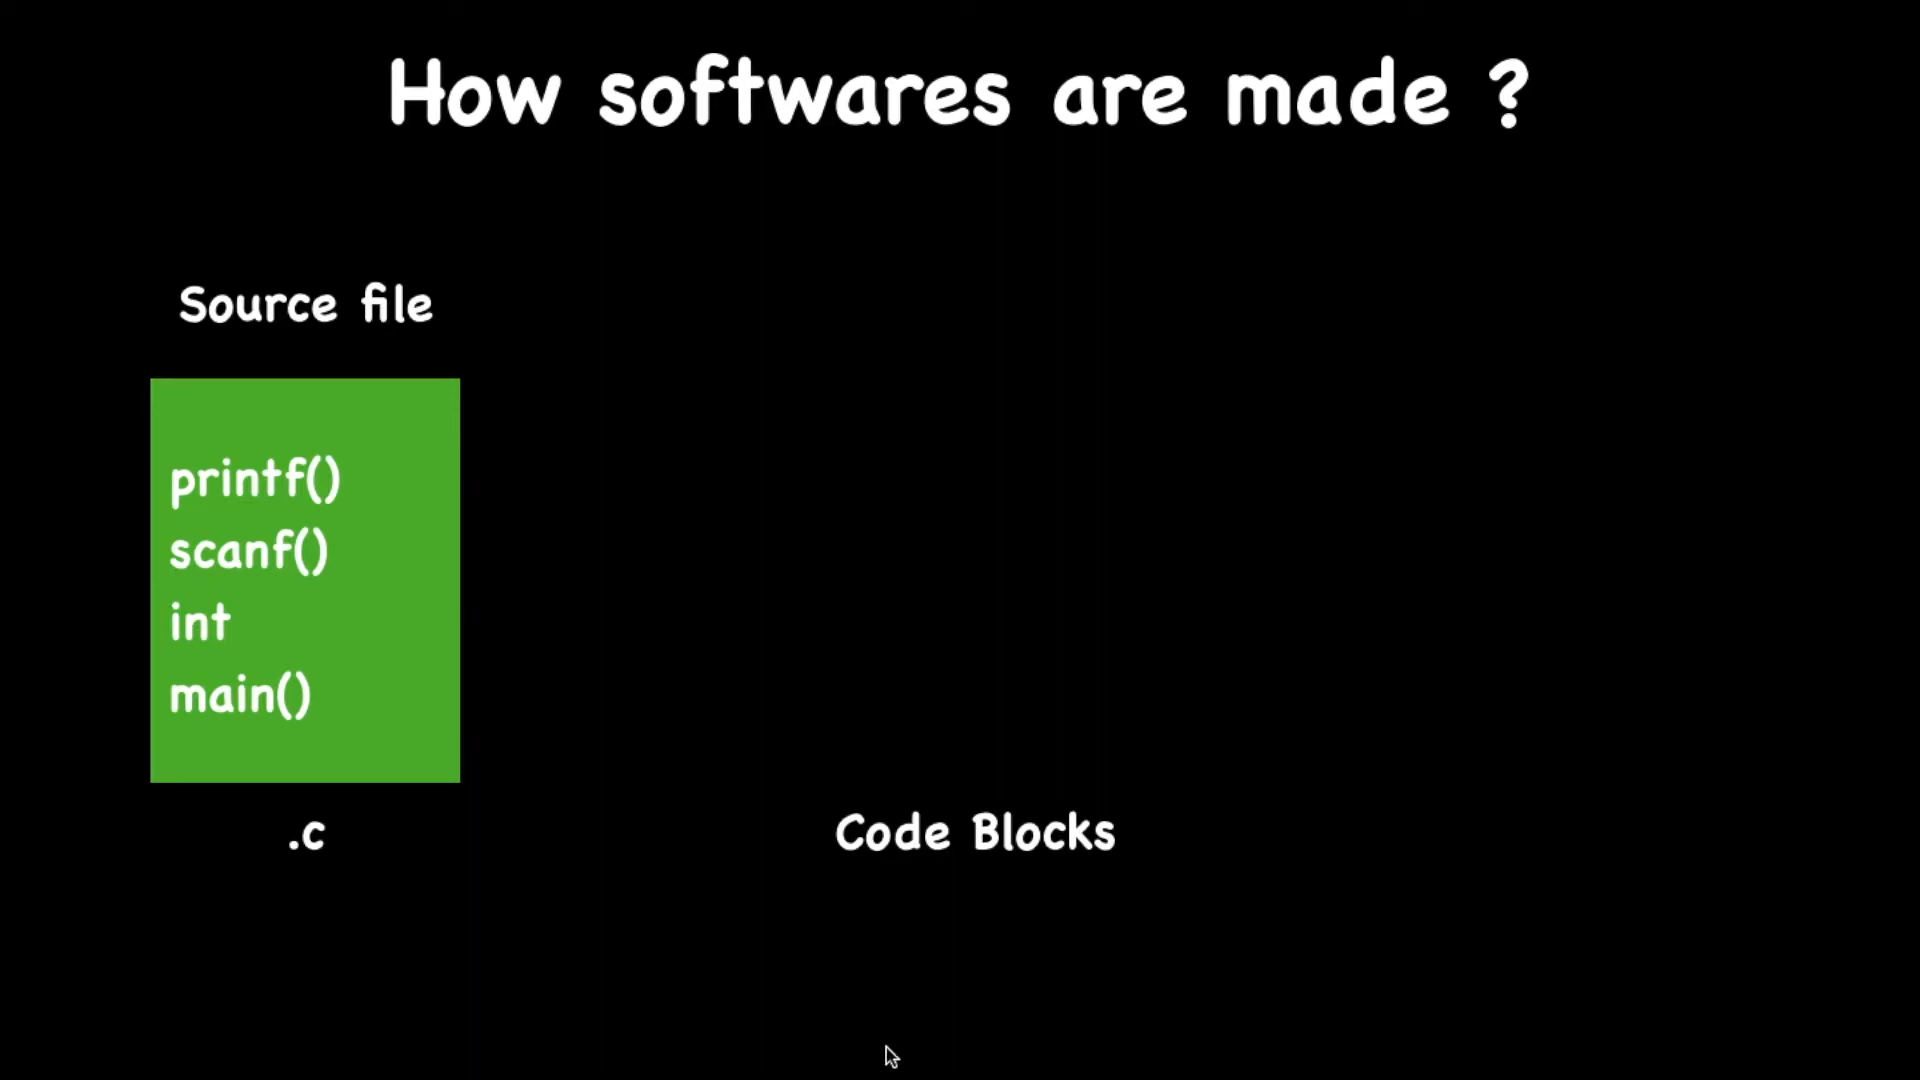 How softwares are made ?
Source file
printf()
scanf()
int
main()
.c
Code Blocks